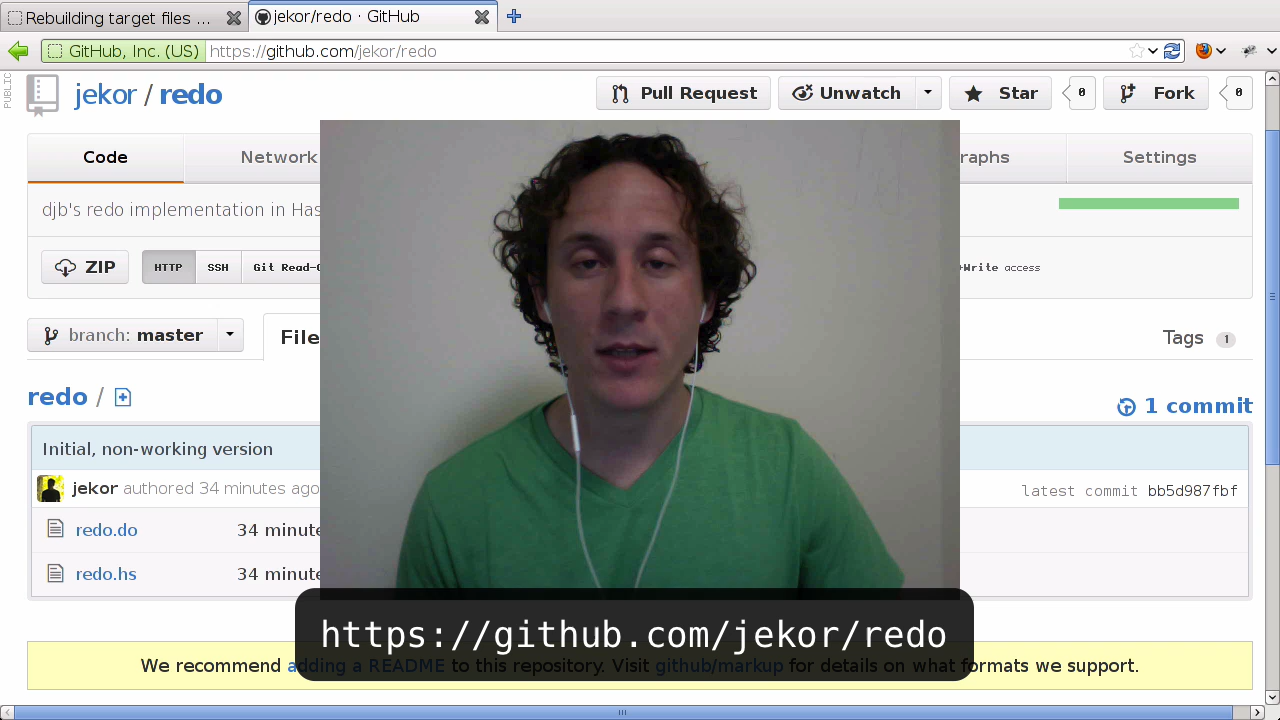 Rebuilding target files ...
jekor/redo · GitHub
GitHub, Inc. (US) https://github.com/jekor/redo
PUBLIC
jekor / redo
Pull Request
Unwatch
Star 0
Fork 0
Code
Network
raphs
Settings
djb's redo implementation in Has
ZIP
HTTP
SSH
Git Read-O
+Write access
branch: master
File
Tags 1
redo /
1 commit
Initial, non-working version
jekor authored 34 minutes ago
latest commit bb5d987fbf
redo.do 34 minute
redo.hs 34 minute
https://github.com/jekor/redo
We recommend adding a README to this repository. Visit github/markup for details on what formats we support.